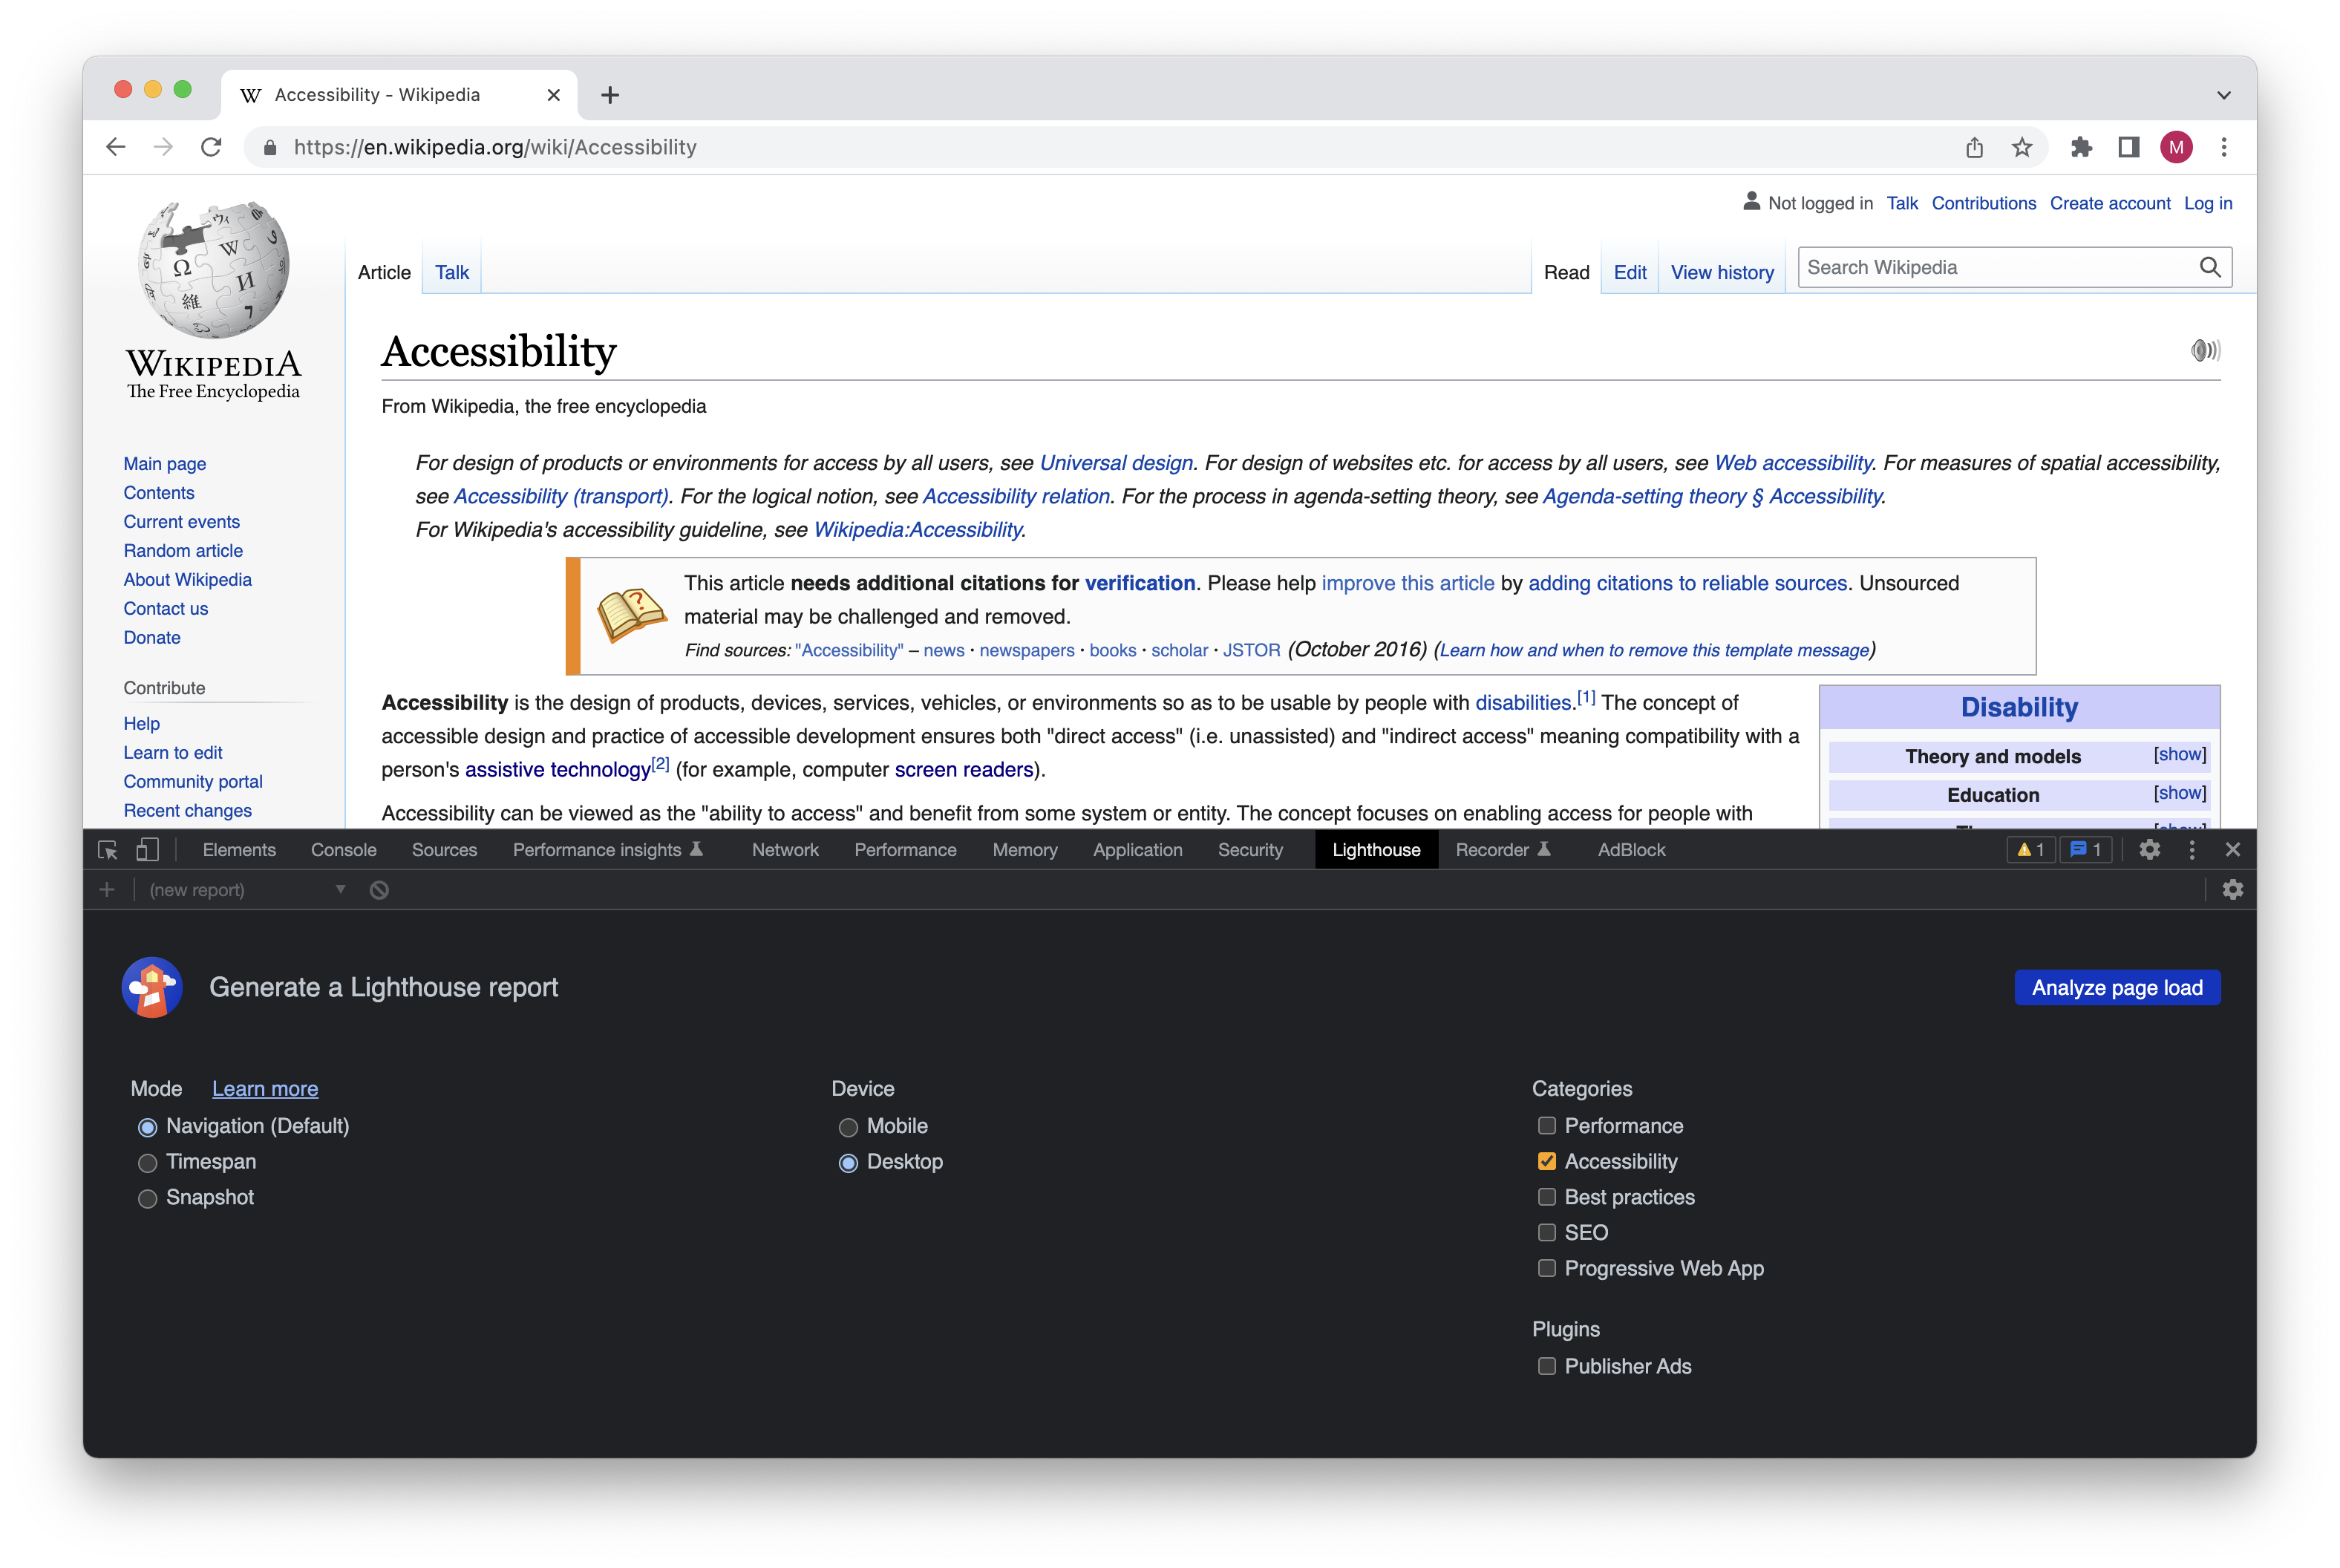 Accessibility - Wikipedia
https://en.wikipedia.org/wiki/Accessibility
M
Not logged in Talk Contributions Create account Log in
Article Talk
Read Edit View history Search Wikipedia
WIKIPEDIA
The Free Encyclopedia
Main page
Contents
Current events
Random article
About Wikipedia
Contact us
Donate
Contribute
Help
Learn to edit
Community portal
Recent changes
Accessibility
From Wikipedia, the free encyclopedia
For design of products or environments for access by all users, see Universal design. For design of websites etc. for access by all users, see Web accessibility. For measures of spatial accessibility,
see Accessibility (transport). For the logical notion, see Accessibility relation. For the process in agenda-setting theory, see Agenda-setting theory § Accessibility.
For Wikipedia's accessibility guideline, see Wikipedia:Accessibility.
This article needs additional citations for verification. Please help improve this article by adding citations to reliable sources. Unsourced
material may be challenged and removed.
Find sources: "Accessibility" – news · newspapers · books · scholar · JSTOR (October 2016) (Learn how and when to remove this template message)
Accessibility is the design of products, devices, services, vehicles, or environments so as to be usable by people with disabilities.[1] The concept of
accessible design and practice of accessible development ensures both "direct access" (i.e. unassisted) and "indirect access" meaning compatibility with a
person's assistive technology[2] (for example, computer screen readers).
Accessibility can be viewed as the "ability to access" and benefit from some system or entity. The concept focuses on enabling access for people with
Disability
Theory and models [show]
Education [show]
Elements Console Sources Performance insights Network Performance Memory Application Security Lighthouse Recorder AdBlock 1 1
(new report)
Generate a Lighthouse report
Analyze page load
Mode Learn more
Navigation (Default)
Timespan
Snapshot
Device
Mobile
Desktop
Categories
Performance
Accessibility
Best practices
SEO
Progressive Web App
Plugins
Publisher Ads